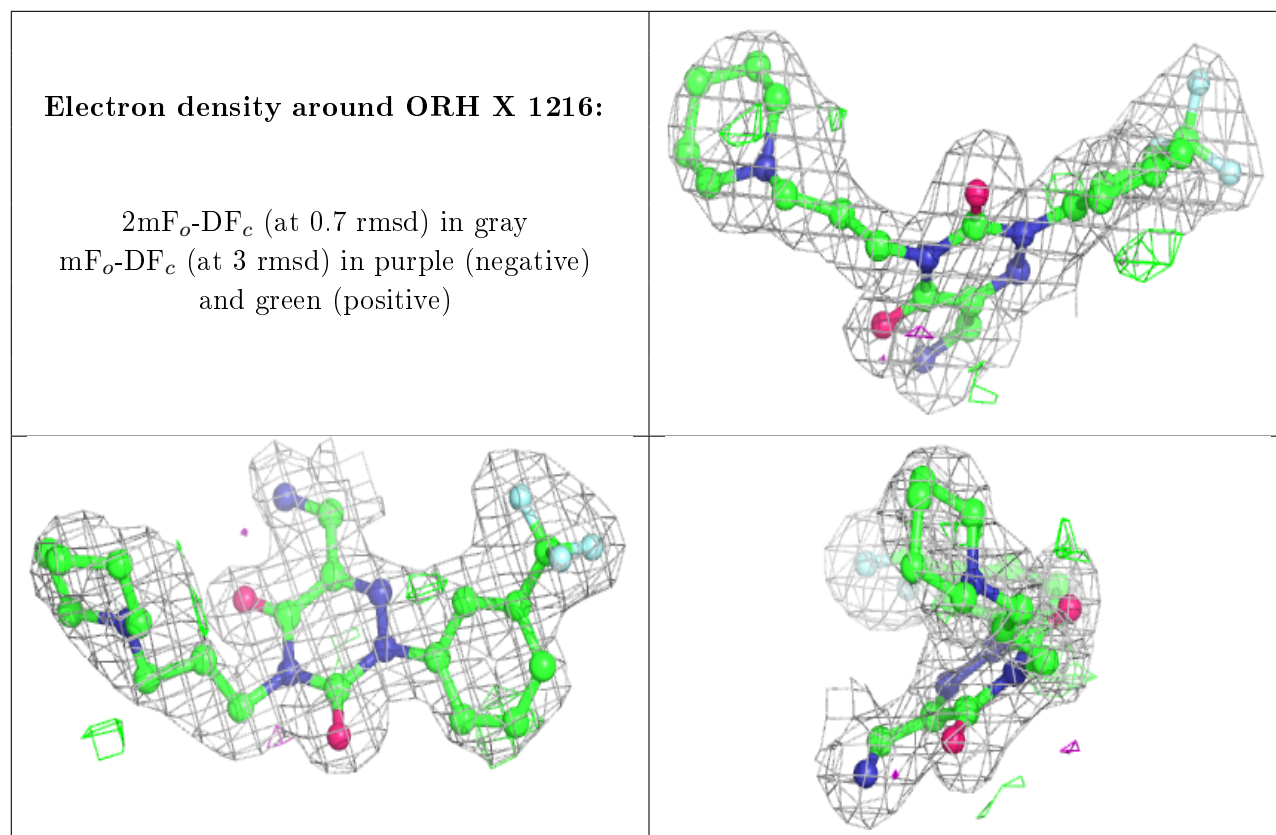 Electron density around ORH X 1216:
2mFo-DFc (at 0.7 rmsd) in gray
mFo-DFc (at 3 rmsd) in purple (negative)
and green (positive)